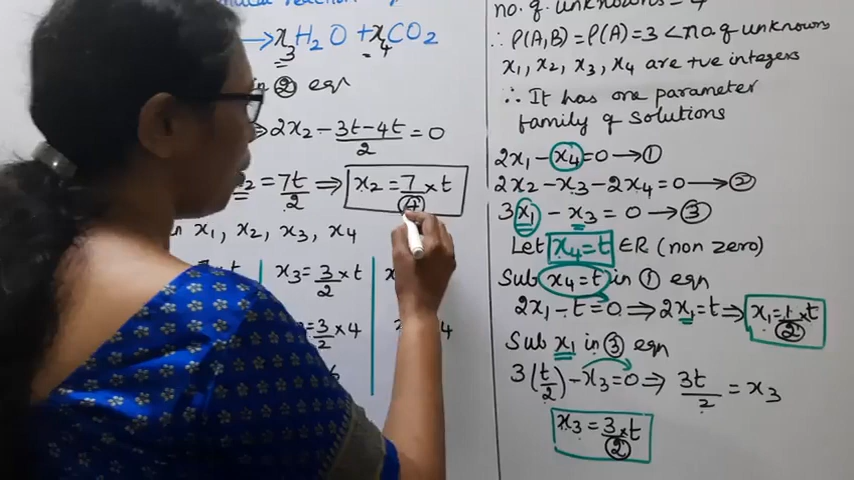 →x₃H₂O + x₄CO₂
in ② eqn
⇒ 2x₂ - (3t-4t)/2 = 0
= 7t/2 ⇒ x₂ = 7/4 × t
x₁, x₂, x₃, x₄
x₃ = 3/2 × t
= 3/2 × 4
no. of unknowns = 4
∴ ρ(A,B) = ρ(A) = 3 < no. of unknowns
x₁, x₂, x₃, x₄ are +ve integers
∴ It has one parameter
family of solutions
2x₁ - x₄ = 0 → ①
2x₂ - x₃ - 2x₄ = 0 → ②
3x₁ - x₃ = 0 → ③
Let x₄ = t ∈ R (non zero)
Sub x₄ = t in ① eqn
2x₁ - t = 0 ⇒ 2x₁ = t ⇒ x₁ = 1/2 × t
Sub x₁ in ③ eqn
3(t/2) - x₃ = 0 ⇒ 3t/2 = x₃
x₃ = 3/2 × t